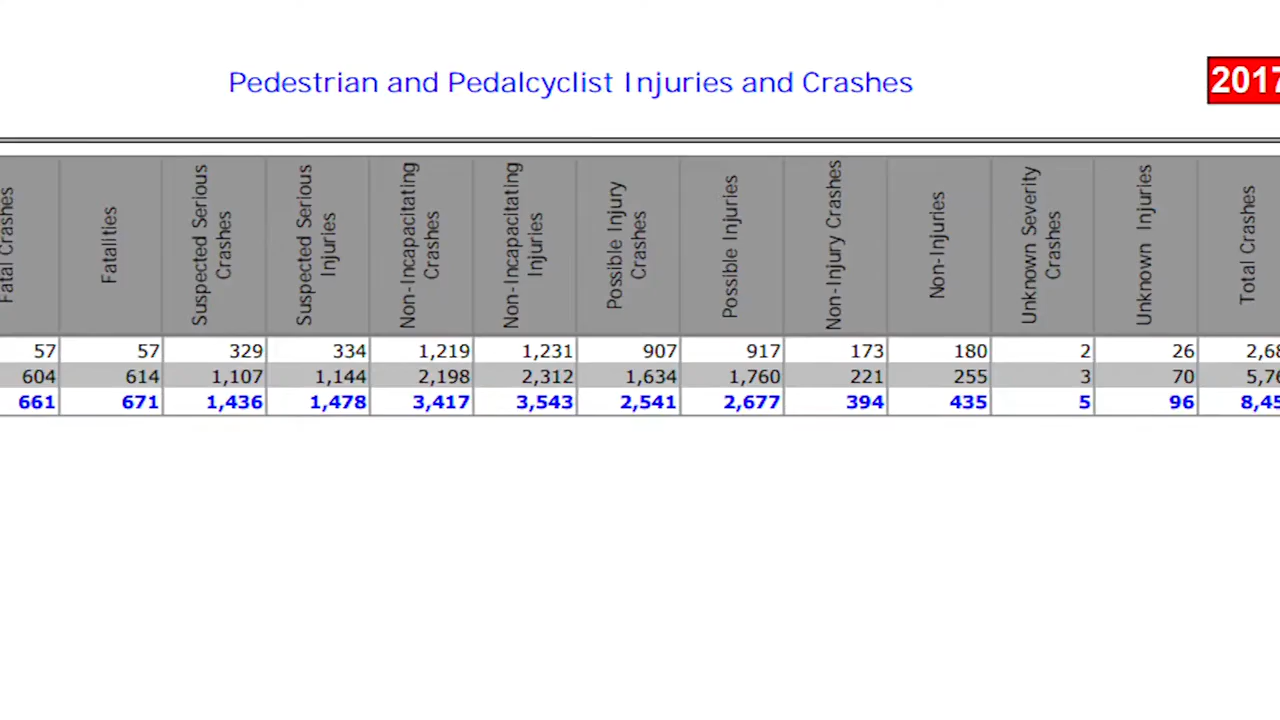 Pedestrian and Pedalcyclist Injuries and Crashes
2017
Fatal Crashes
Fatalities
Suspected Serious
Crashes
Suspected Serious
Injuries
Non-Incapacitating
Crashes
Non-Incapacitating
Injuries
Possible Injury
Crashes
Possible Injuries
Non-Injury Crashes
Non-Injuries
Unknown Severity
Crashes
Unknown Injuries
Total Crashes
57 57 329 334 1,219 1,231 907 917 173 180 2 26
604 614 1,107 1,144 2,198 2,312 1,634 1,760 221 255 3 70
661 671 1,436 1,478 3,417 3,543 2,541 2,677 394 435 5 96